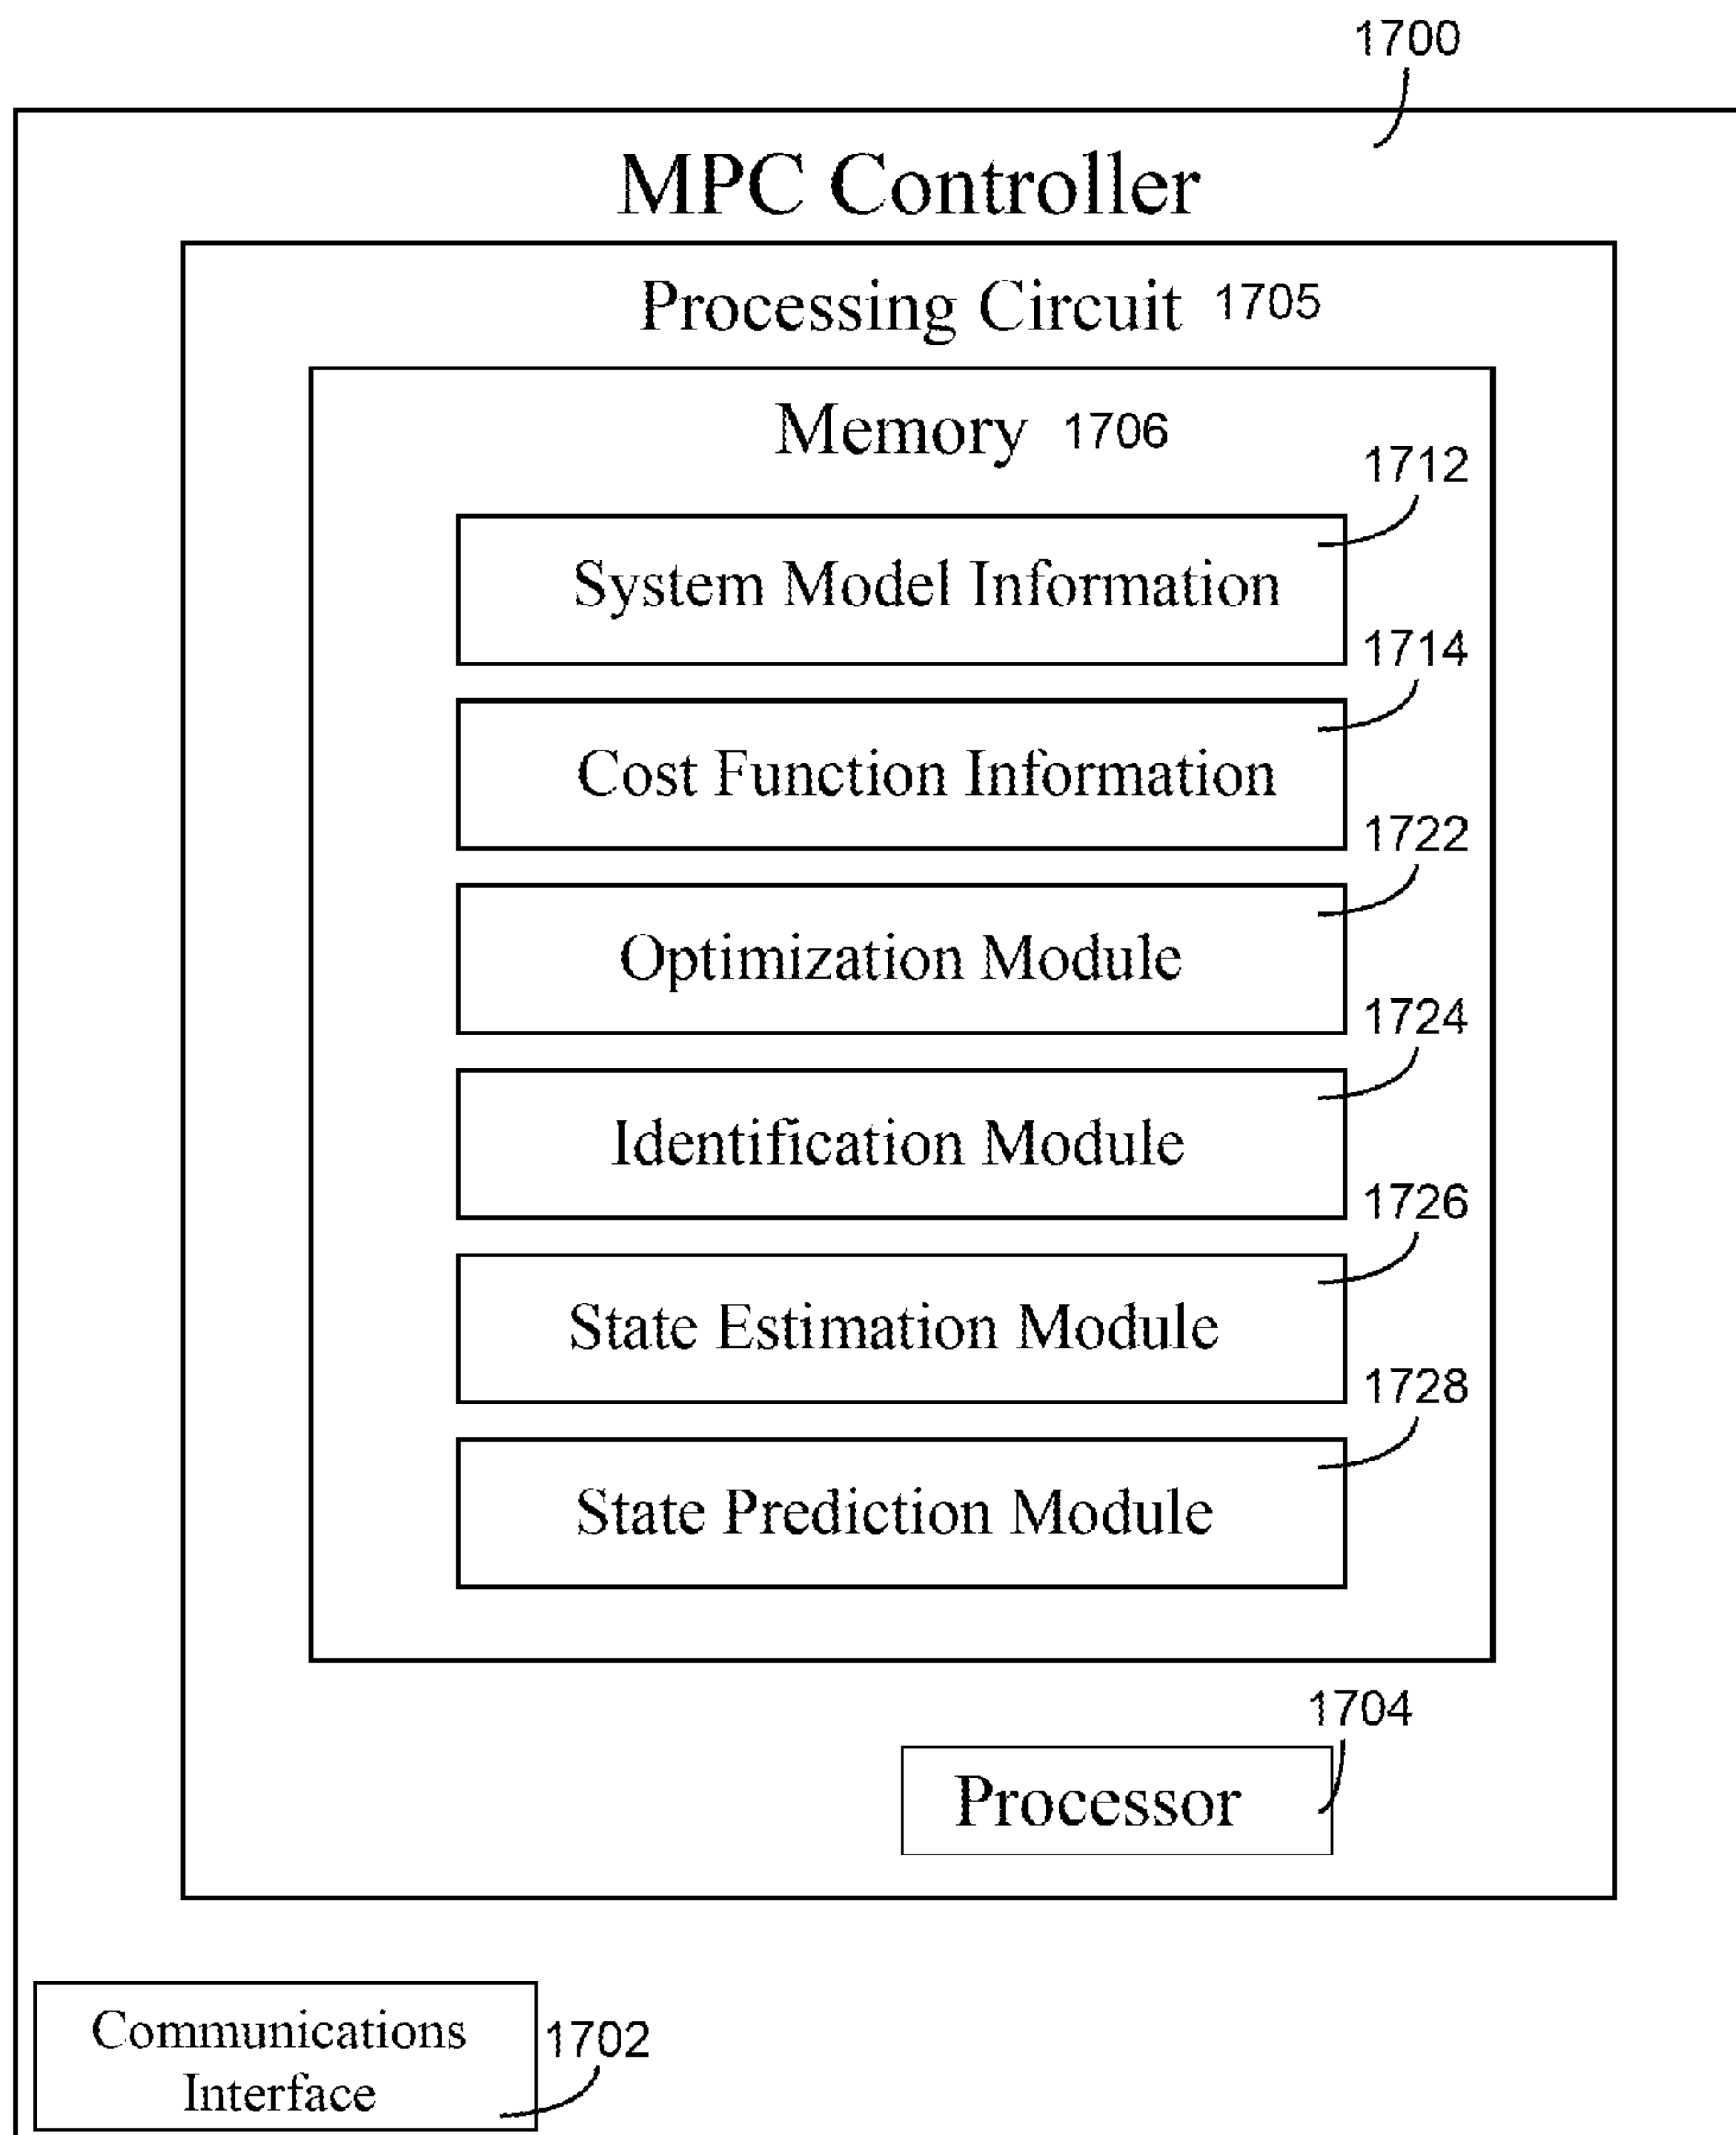 1700
MPC Controller
Processing Circuit 1705
Memory 1706
1712
System Model Information
1714
Cost Function Information
1722
Optimization Module
1724
Identification Module
1726
State Estimation Module
1728
State Prediction Module
1704
Processor
Communications
Interface
1702